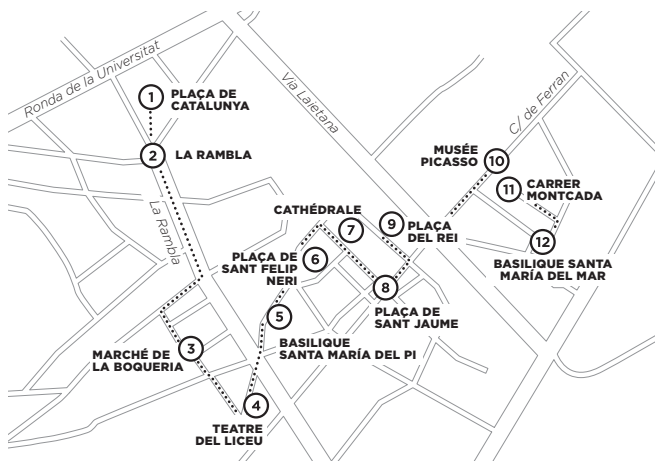 Ronda de la Universitat
1
PLAÇA DE
CATALUNYA
2
LA RAMBLA
La Rambla
Via Laietana
C/ de Ferran
MUSÉE
PICASSO
10
11
CARRER
MONTCADA
12
BASILIQUE SANTA
MARÍA DEL MAR
CATHÉDRALE
7
9
PLAÇA
DEL REI
PLAÇA DE
SANT FELIP
NERI
6
8
PLAÇA DE
SANT JAUME
5
BASILIQUE
SANTA MARÍA DEL PI
3
MARCHÉ DE
LA BOQUERIA
4
TEATRE
DEL LICEU